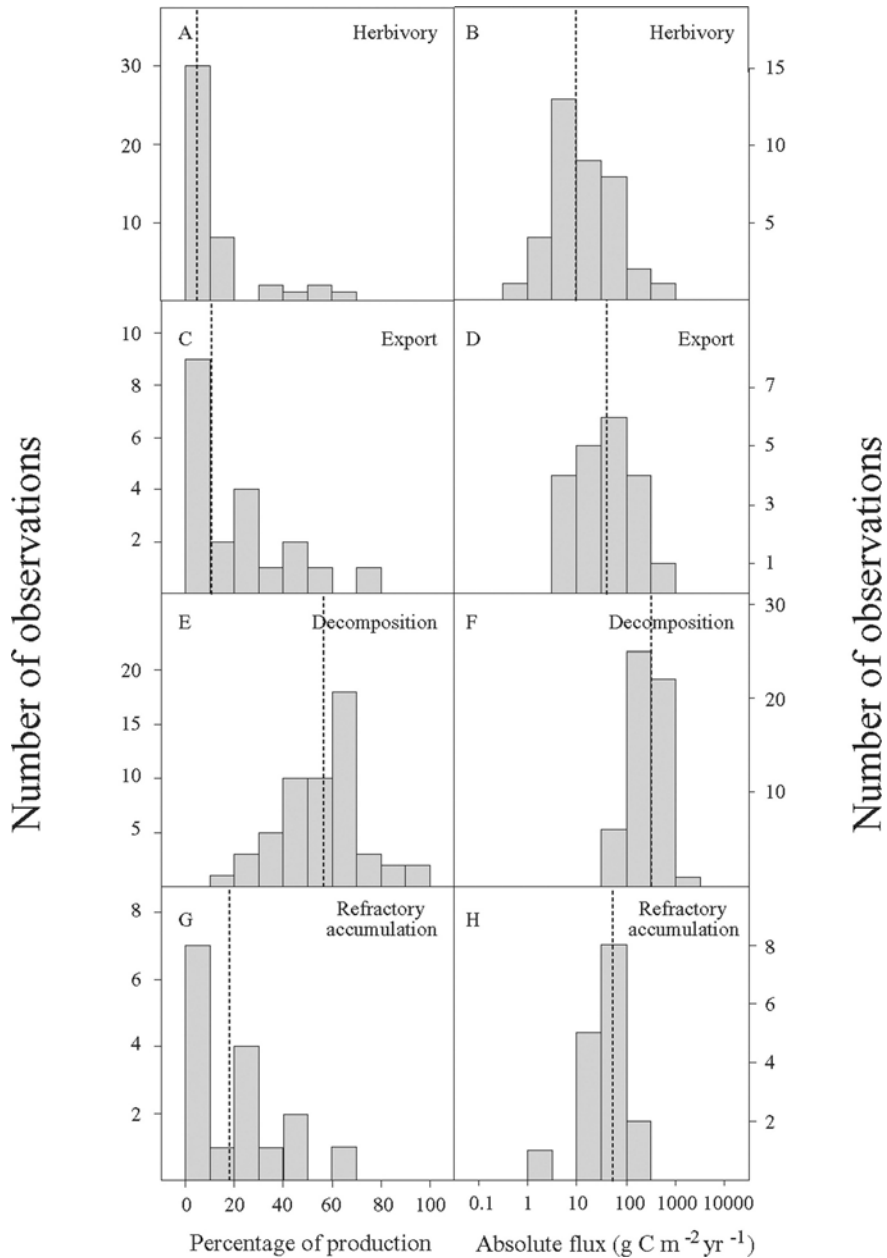 A
Herbivory
30
20
10
B
Herbivory
15
10
5
C
Export
10
8
6
4
2
D
Export
7
5
3
1
E
Decomposition
20
15
10
5
F
Decomposition
30
20
10
G
Refractory
accumulation
8
6
4
2
H
Refractory
accumulation
8
6
4
2
0 20 40 60 80 100
Percentage of production
0.1 1 10 100 1000 10000
Absolute flux (g C m⁻² yr⁻¹)
Number of observations
Number of observations